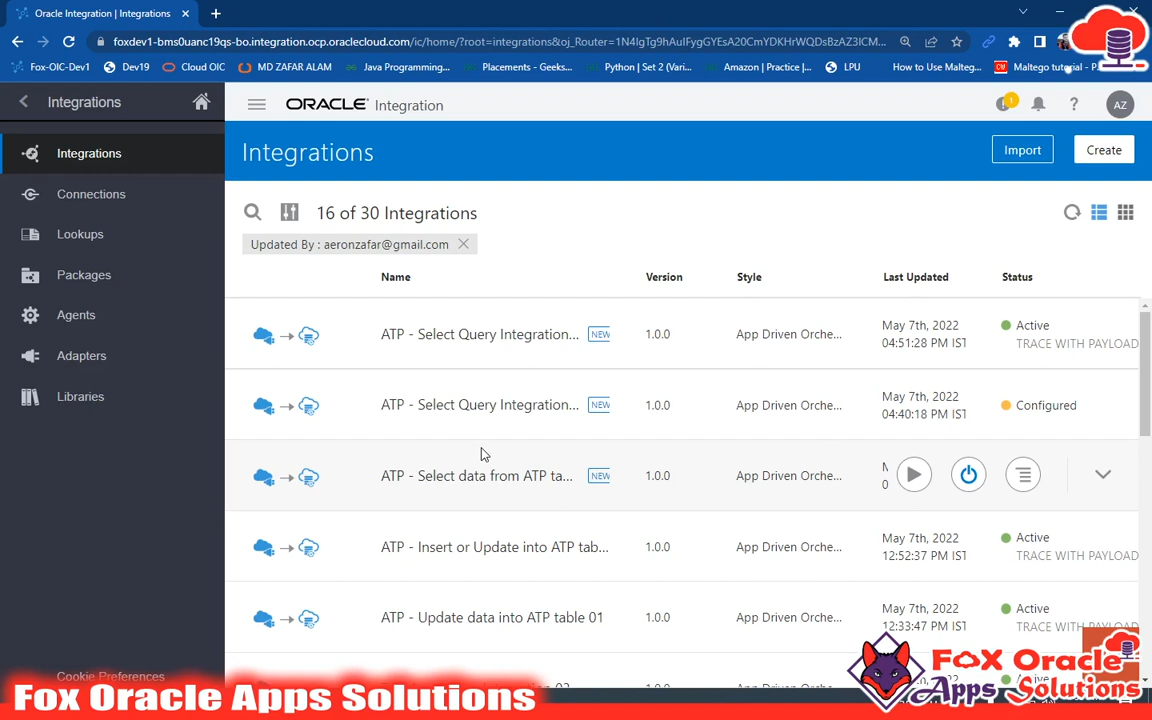 Oracle Integration | Integrations
foxdev1-bms0uanc19qs-bo.integration.ocp.oraclecloud.com/ic/home/?root=integrations&oj_Router=1N4IgTg9hAuIFygGYEsA20CmYDKHrWQDsBzAZ3ICM...
Fox-OIC-Dev1 Dev19 Cloud OIC MD ZAFAR ALAM Java Programming... Placements - Geeks... Python | Set 2 (Vari... Amazon | Practice |... LPU How to Use Malteg... Maltego tutorial - P...
Integrations ORACLE Integration 1 ? AZ
Integrations
Connections
Lookups
Packages
Agents
Adapters
Libraries
Cookie Preferences
Integrations Import Create
16 of 30 Integrations
Updated By : aeronzafar@gmail.com
Name Version Style Last Updated Status
ATP - Select Query Integration... NEW 1.0.0 App Driven Orche... May 7th, 2022 04:51:28 PM IST Active TRACE WITH PAYLOAD
ATP - Select Query Integration... NEW 1.0.0 App Driven Orche... May 7th, 2022 04:40:18 PM IST Configured
ATP - Select data from ATP ta... NEW 1.0.0 App Driven Orche...
ATP - Insert or Update into ATP tab... 1.0.0 App Driven Orche... May 7th, 2022 12:52:37 PM IST Active TRACE WITH PAYLOAD
ATP - Update data into ATP table 01 1.0.0 App Driven Orche... May 7th, 2022 12:33:47 PM IST Active TRACE WITH PAYLOAD
Fox Oracle Apps Solutions
FOX Oracle
Apps Solutions